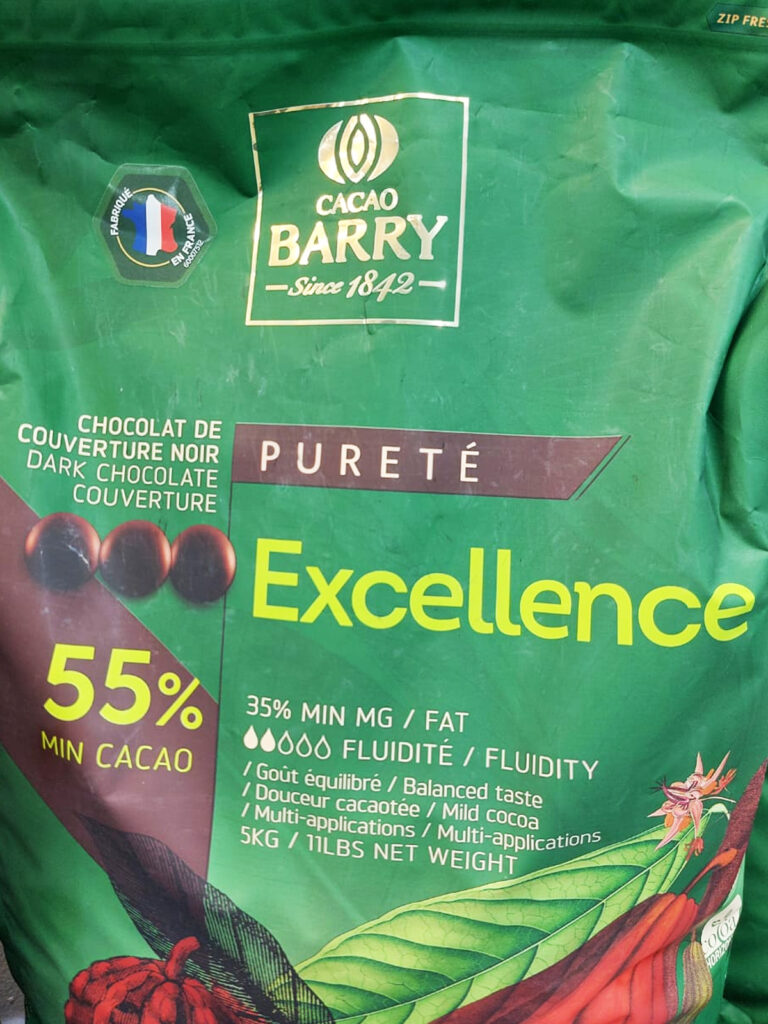 ZIP FRES
CACAO
BARRY
Since 1842
FABRIQUÉ
EN FRANCE
60007512
CHOCOLAT DE
COUVERTURE NOIR
DARK CHOCOLATE
COUVERTURE
PURETÉ
Excellence
55%
MIN CACAO
35% MIN MG / FAT
FLUIDITÉ / FLUIDITY
/ Goût équilibré / Balanced taste
/ Douceur cacaotée / Mild cocoa
/ Multi-applications / Multi-applications
5KG / 11LBS NET WEIGHT